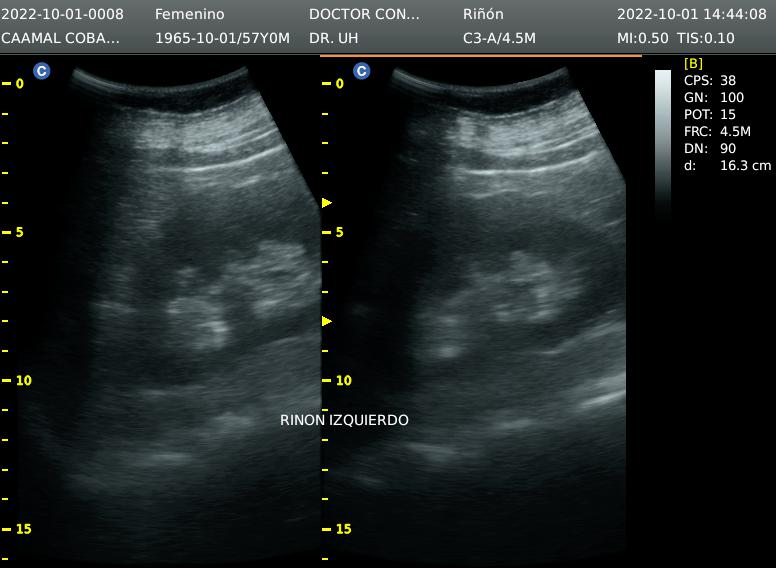 2022-10-01-0008 Femenino DOCTOR CON... Riñón 2022-10-01 14:44:08
CAAMAL COBA... 1965-10-01/57Y0M DR. UH C3-A/4.5M MI:0.50 TIS:0.10
C C
[B]
CPS: 38
GN: 100
POT: 15
FRC: 4.5M
DN: 90
d: 16.3 cm
0 0
5 5
10 10
RINON IZQUIERDO
15 15